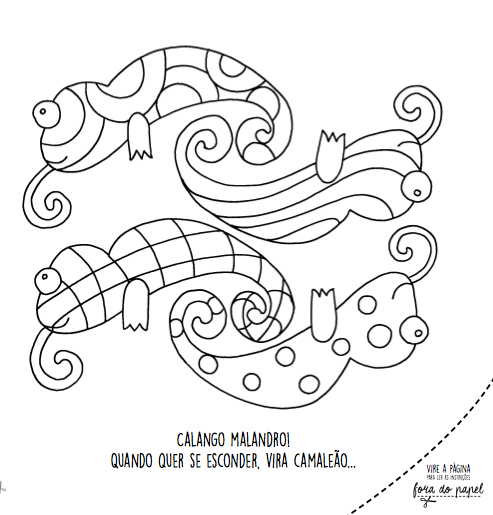 CALANGO MALANDRO!
QUANDO QUER SE ESCONDER, VIRA CAMALEÃO...
VIRE A PÁGINA
PARA LER AS INSTRUÇÕES
fora do papel